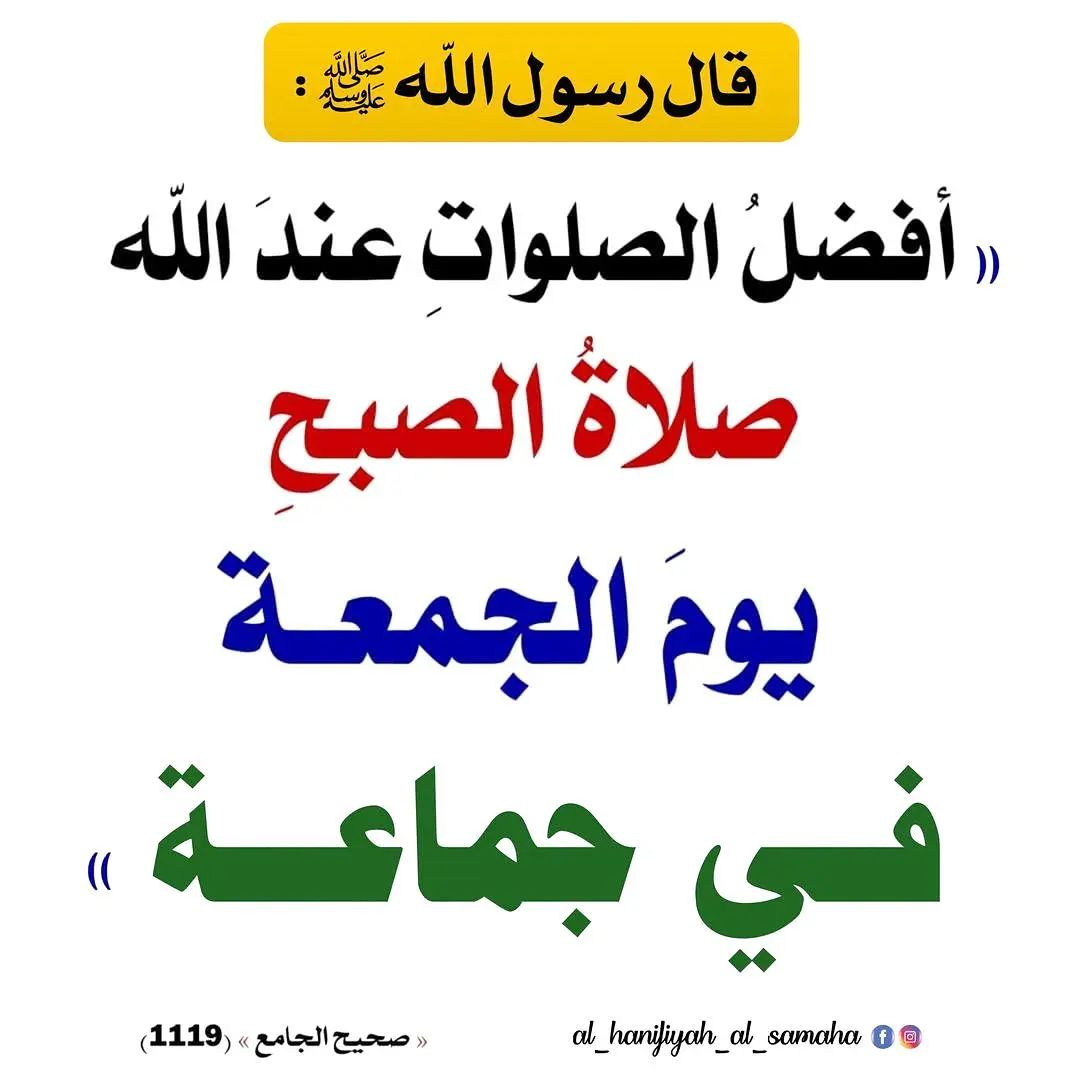 قال رسول الله ﷺ :
(( أفضلُ الصلواتِ عندَ الله
صلاةُ الصبحِ
يومَ الجمعة
في جماعة ))
« صحيح الجامع » (1119)
al_hanifiyah_al_samaha